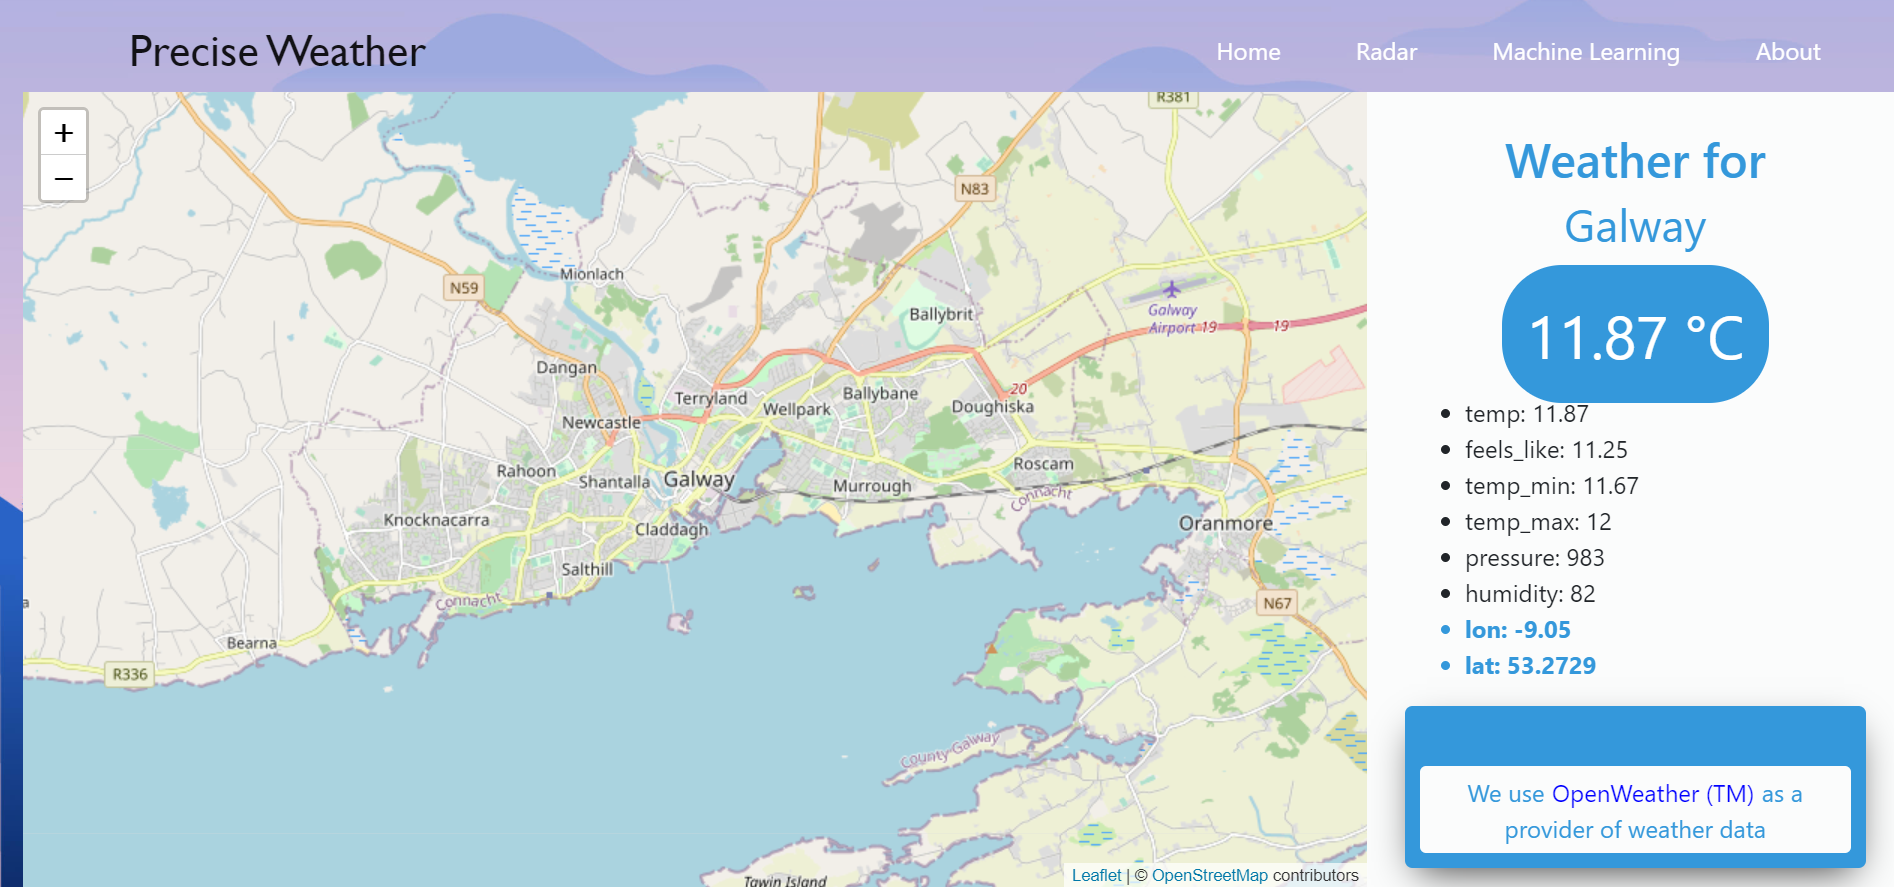 Precise Weather
Home
Radar
Machine Learning
About
+
−
R381
N83
Mionlach
N59
Ballybrit
Galway
Airport
19
19
Dangan
20
Terryland
Ballybane
Wellpark
Doughiska
Newcastle
Rahoon
Shantalla
Galway
Roscam
Murrough
Connacht
Knocknacarra
Claddagh
Oranmore
Salthill
Connacht
N67
Bearna
R336
County Galway
Tawin Island
Leaflet | © OpenStreetMap contributors
Weather for
Galway
11.87 °C
• temp: 11.87
• feels_like: 11.25
• temp_min: 11.67
• temp_max: 12
• pressure: 983
• humidity: 82
• lon: -9.05
• lat: 53.2729
We use OpenWeather (TM) as a
provider of weather data